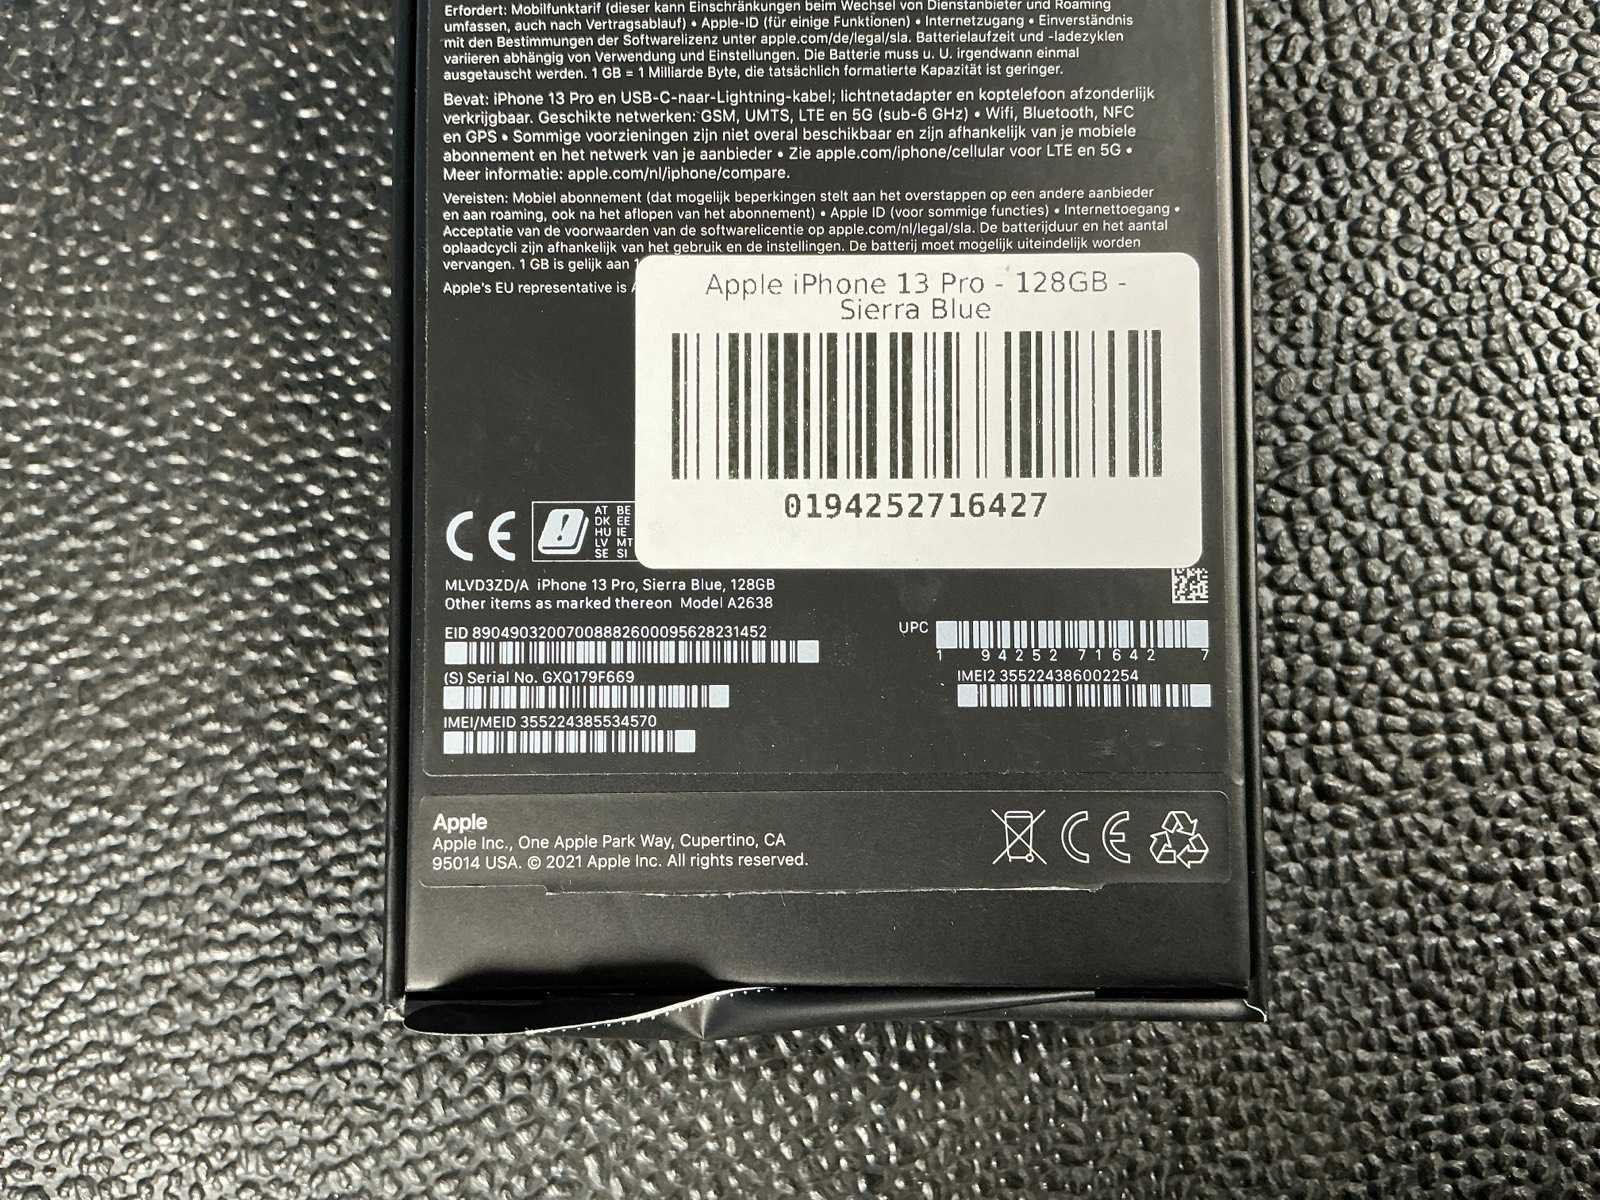 Erfordert: Mobilfunktarif (dieser kann Einschränkungen beim Wechsel von Dienstanbieter und Roaming
umfassen, auch nach Vertragsablauf) • Apple-ID (für einige Funktionen) • Internetzugang • Einverständnis
mit den Bestimmungen der Softwarelizenz unter apple.com/de/legal/sla. Batterielaufzeit und -ladezyklen
variieren abhängig von Verwendung und Einstellungen. Die Batterie muss u. U. irgendwann einmal
ausgetauscht werden. 1 GB = 1 Milliarde Byte, die tatsächlich formatierte Kapazität ist geringer.
Bevat: iPhone 13 Pro en USB-C-naar-Lightning-kabel; lichtnetadapter en koptelefoon afzonderlijk
verkrijgbaar. Geschikte netwerken: GSM, UMTS, LTE en 5G (sub-6 GHz) • Wifi, Bluetooth, NFC
en GPS • Sommige voorzieningen zijn niet overal beschikbaar en zijn afhankelijk van je mobiele
abonnement en het netwerk van je aanbieder • Zie apple.com/iphone/cellular voor LTE en 5G •
Meer informatie: apple.com/nl/iphone/compare.
Vereisten: Mobiel abonnement (dat mogelijk beperkingen stelt aan het overstappen op een andere aanbieder
en aan roaming, ook na het aflopen van het abonnement) • Apple ID (voor sommige functies) • Internettoegang •
Acceptatie van de voorwaarden van de softwarelicentie op apple.com/nl/legal/sla. De batterijduur en het aantal
oplaadcycli zijn afhankelijk van het gebruik en de instellingen. De batterij moet mogelijk uiteindelijk worden
vervangen. 1 GB is gelijk aan 1
Apple's EU representative is
Apple iPhone 13 Pro - 128GB -
Sierra Blue
0194252716427
CE
AT BE
DK EE
HU IE
LV MT
SE SI
MLVD3ZD/A iPhone 13 Pro, Sierra Blue, 128GB
Other items as marked thereon Model A2638
EID 89049032007008882600095628231452
UPC
1 94252 71642 7
(S) Serial No. GXQ179F669
IMEI2 355224386002254
IMEI/MEID 355224385534570
Apple
Apple Inc., One Apple Park Way, Cupertino, CA
95014 USA. © 2021 Apple Inc. All rights reserved.
CE